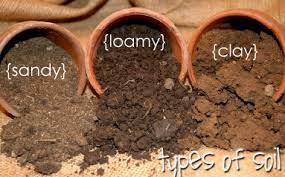 {sandy}
{loamy}
{clay}
types of soil